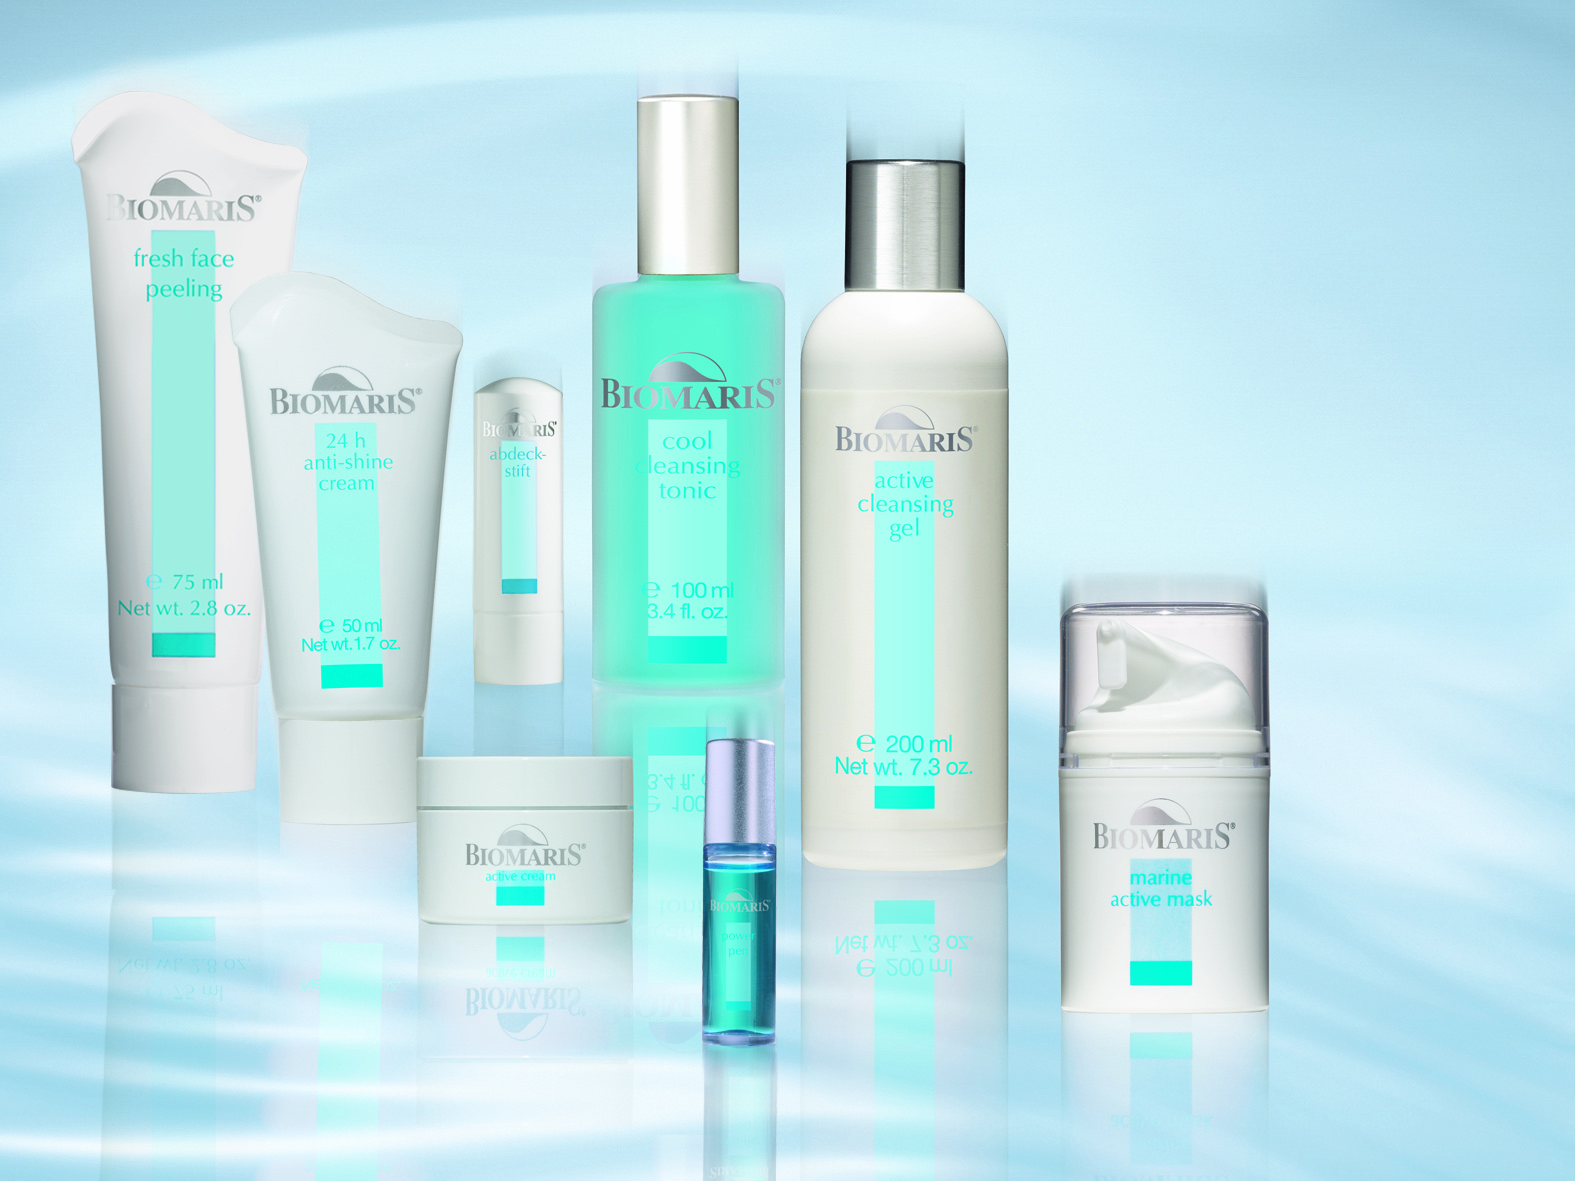 BIOMARIS®
fresh face
peeling
e 75 ml
Net wt. 2.8 oz.
BIOMARIS®
24 h
anti-shine
cream
e 50 ml
Net wt. 1.7 oz.
BIOMARIS®
abdeck-
stift
BIOMARIS®
cool
cleansing
tonic
e 100 ml
3.4 fl. oz.
BIOMARIS®
active
cleansing
gel
e 200 ml
Net wt. 7.3 oz.
BIOMARIS®
active cream
BIOMARIS®
power
pen
BIOMARIS®
marine
active mask